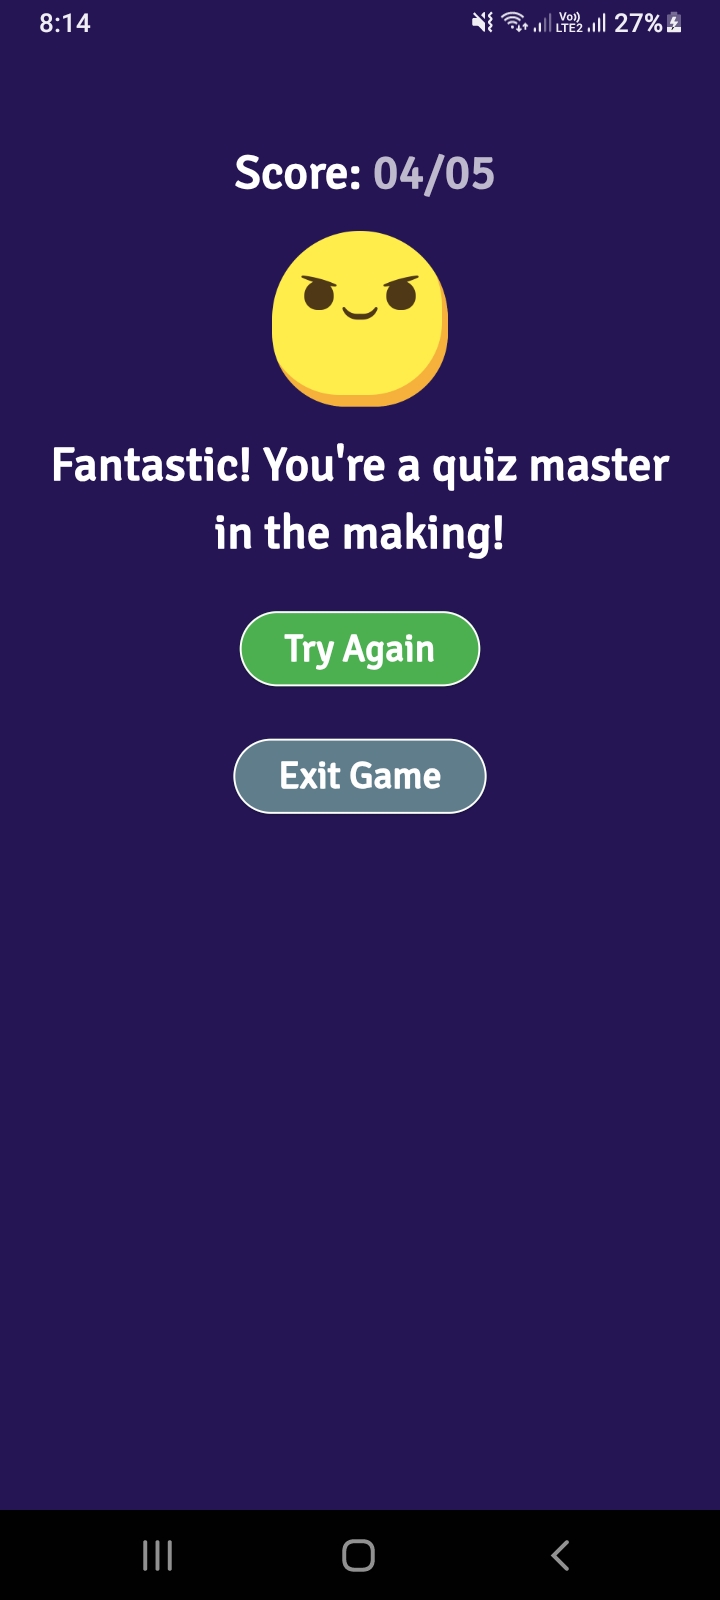 8:14
Vo))
LTE2
27%
Score: 04/05
Fantastic! You're a quiz master
in the making!
Try Again
Exit Game